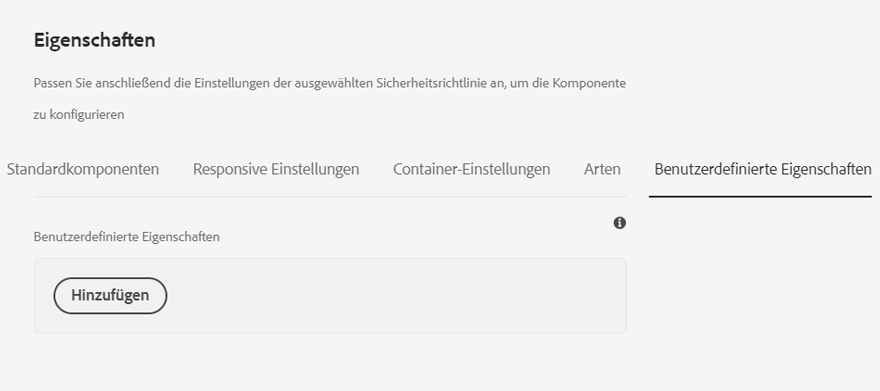 Eigenschaften
Passen Sie anschließend die Einstellungen der ausgewählten Sicherheitsrichtlinie an, um die Komponente
zu konfigurieren
Standardkomponenten Responsive Einstellungen Container-Einstellungen Arten Benutzerdefinierte Eigenschaften
Benutzerdefinierte Eigenschaften
Hinzufügen